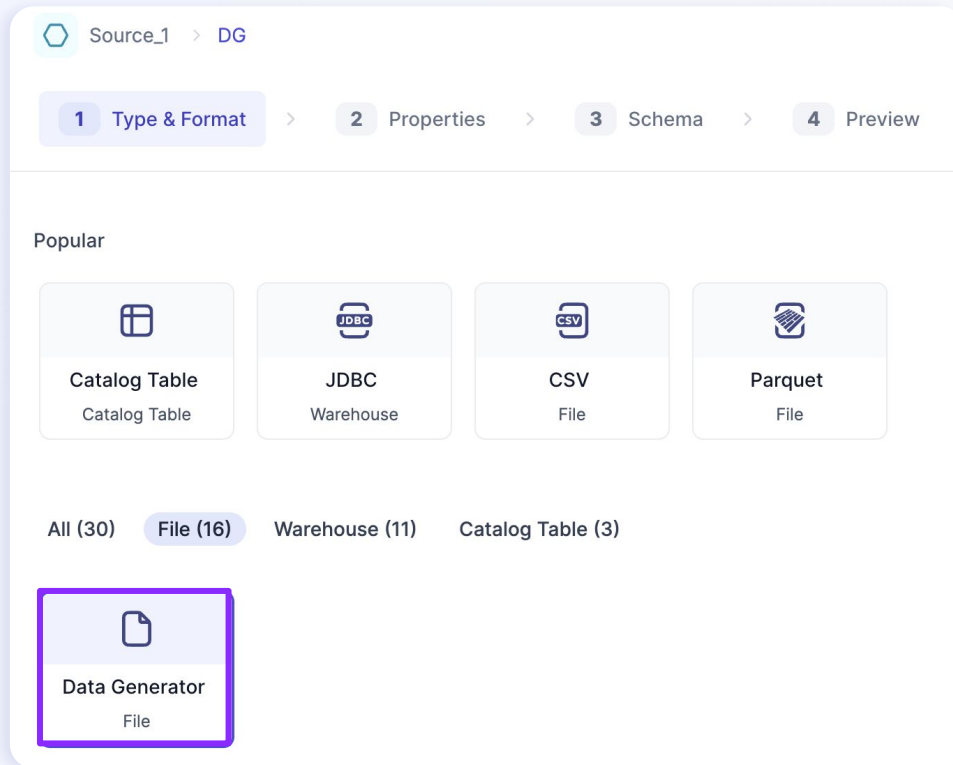 Source_1 > DG
1 Type & Format > 2 Properties > 3 Schema > 4 Preview
Popular
JDBC CSV
Catalog Table JDBC CSV Parquet
Catalog Table Warehouse File File
All (30) File (16) Warehouse (11) Catalog Table (3)
Data Generator
File